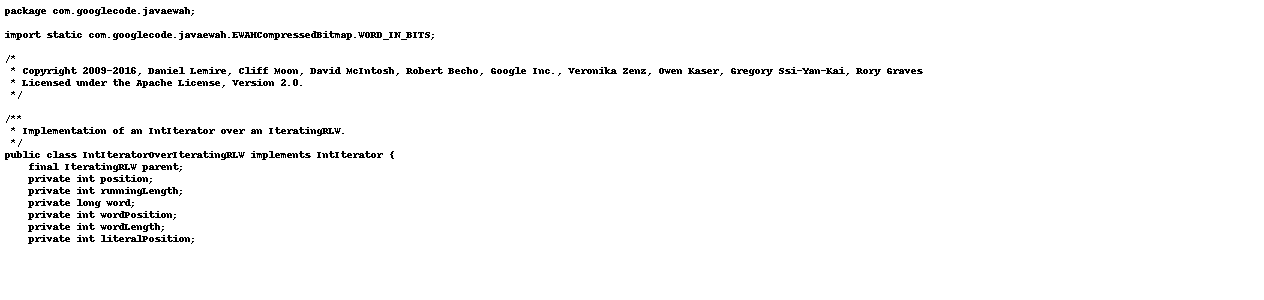 package com.googlecode.javaewah;

import static com.googlecode.javaewah.EWAHCompressedBitmap.WORD_IN_BITS;

/*
 * Copyright 2009-2016, Daniel Lemire, Cliff Moon, David McIntosh, Robert Becho, Google Inc., Veronika Zenz, Owen Kaser, Gregory Ssi-Yan-Kai, Rory Graves
 * Licensed under the Apache License, Version 2.0.
 */

/**
 * Implementation of an IntIterator over an IteratingRLW.
 */
public class IntIteratorOverIteratingRLW implements IntIterator {
    final IteratingRLW parent;
    private int position;
    private int runningLength;
    private long word;
    private int wordPosition;
    private int wordLength;
    private int literalPosition;